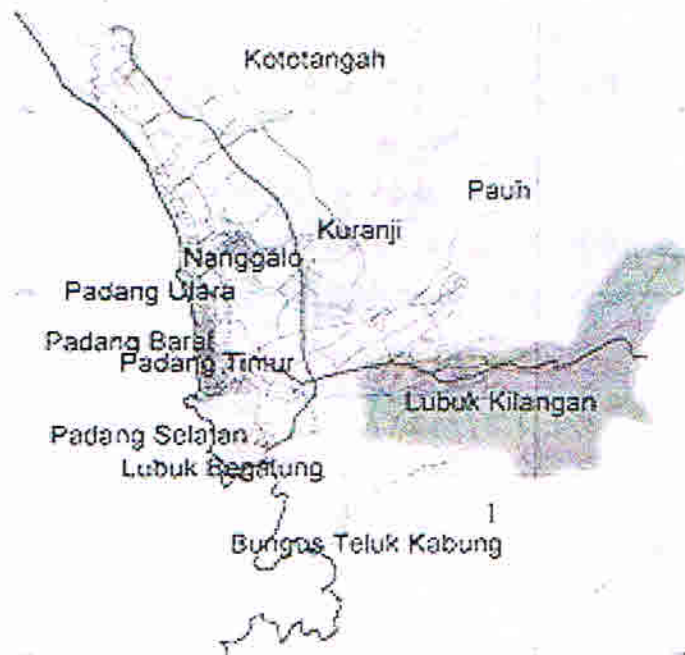 Kototangah
Pauh
Kuranji
Nanggalo
Padang Utara
Padang Barat
Padang Timur
Lubuk Kilangan
Padang Selatan
Lubuk Begatung
1
Bungus Teluk Kabung